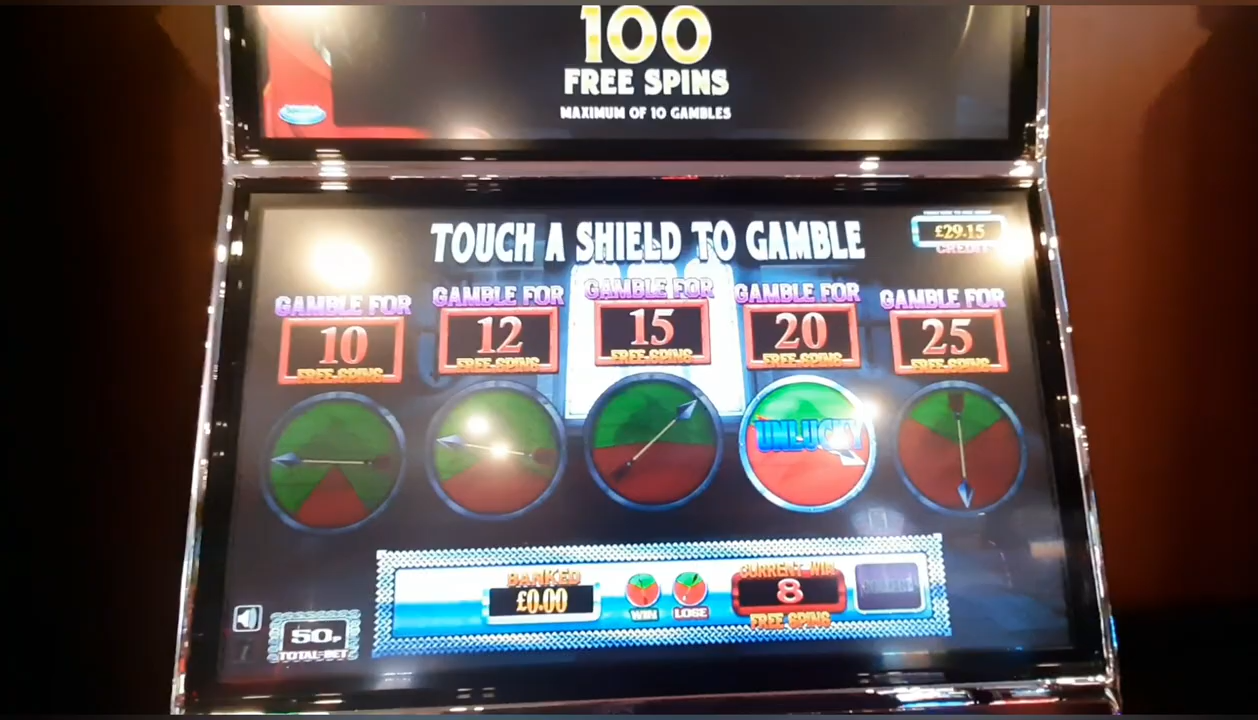 100
FREE SPINS
MAXIMUM OF 10 GAMBLES
TOUCH A SHIELD TO GAMBLE
£29.15
CREDIT
GAMBLE FOR
10
FREE SPINS
GAMBLE FOR
12
FREE SPINS
GAMBLE FOR
15
FREE SPINS
GAMBLE FOR
20
FREE SPINS
GAMBLE FOR
25
FREE SPINS
UNLUCKY
BANKED
£0.00
WIN
LOSE
CURRENT WIN
8
FREE SPINS
50P
TOTAL BET